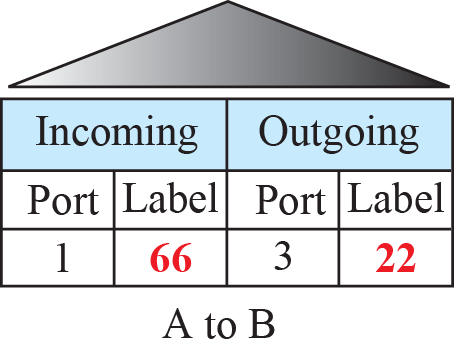 Incoming Outgoing
Port Label Port Label
1 66 3 22
A to B